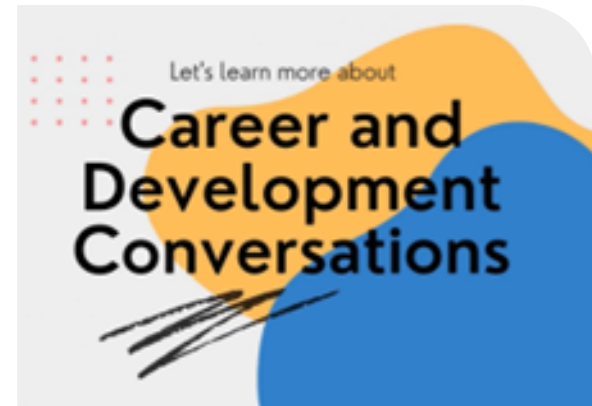 Let's learn more about
Career and
Development
Conversations